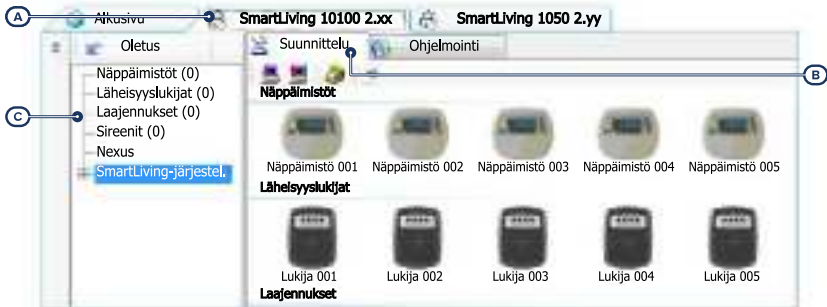 A Alkusivu SmartLiving 10100 2.xx SmartLiving 1050 2.yy
Oletus Suunnittelu Ohjelmointi
B
Näppäimistöt (0)
Läheisyyslukijat (0)
C Laajennukset (0)
Sireenit (0)
Nexus
SmartLiving-järjestel.
Näppäimistöt
Näppäimistö 001 Näppäimistö 002 Näppäimistö 003 Näppäimistö 004 Näppäimistö 005
Läheisyyslukijat
Lukija 001 Lukija 002 Lukija 003 Lukija 004 Lukija 005
Laajennukset